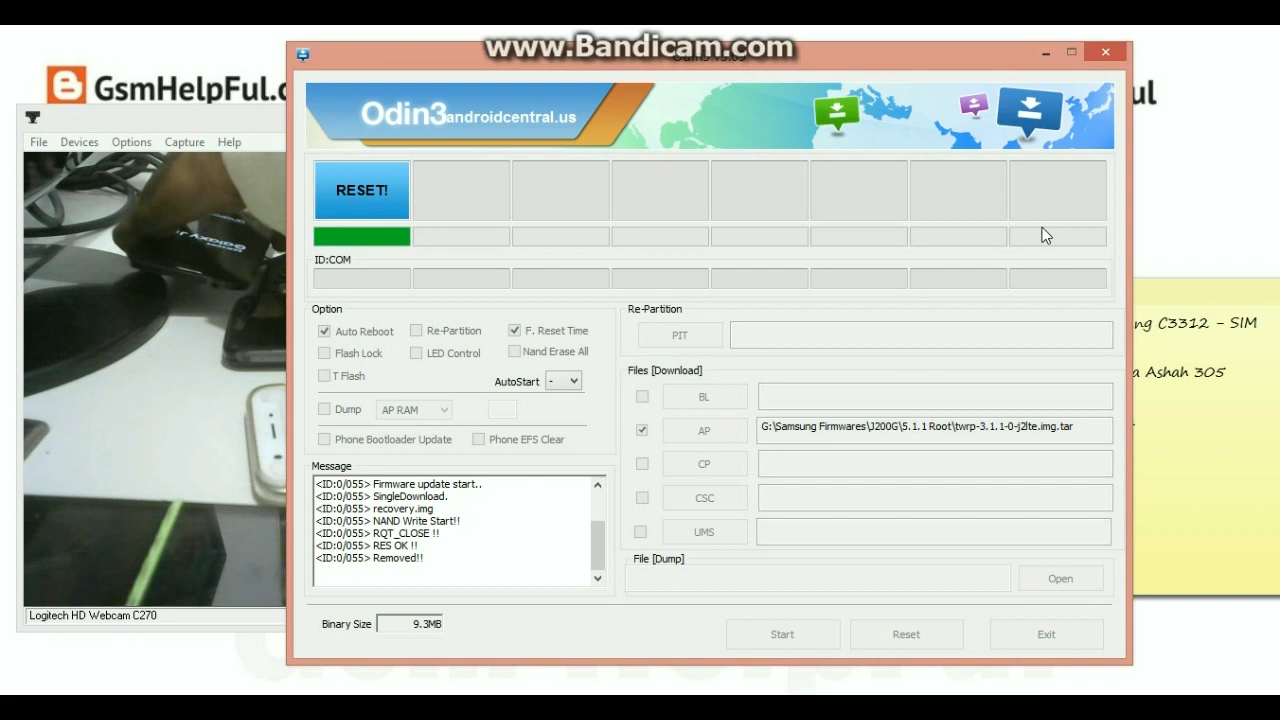 www.Bandicam.com
GsmHelpFul.c
ul
File Devices Options Capture Help
Odin3 androidcentral.us
RESET!
ID:COM
Option
Auto Reboot
Re-Partition
F. Reset Time
Flash Lock
LED Control
Nand Erase All
T Flash
AutoStart -
Dump
AP RAM
Phone Bootloader Update
Phone EFS Clear
Message
<ID:0/055> Firmware update start..
<ID:0/055> SingleDownload.
<ID:0/055> recovery.img
<ID:0/055> NAND Write Start!!
<ID:0/055> RQT_CLOSE !!
<ID:0/055> RES OK !!
<ID:0/055> Removed!!
Binary Size 9.3MB
Re-Partition
PIT
Files [Download]
BL
AP G:\Samsung Firmwares\J200G\5.1.1 Root\twrp-3.1.1-0-j2lte.img.tar
CP
CSC
UMS
File [Dump]
Open
Start
Reset
Exit
ng C3312 - SIM
a Ashah 305
Logitech HD Webcam C270